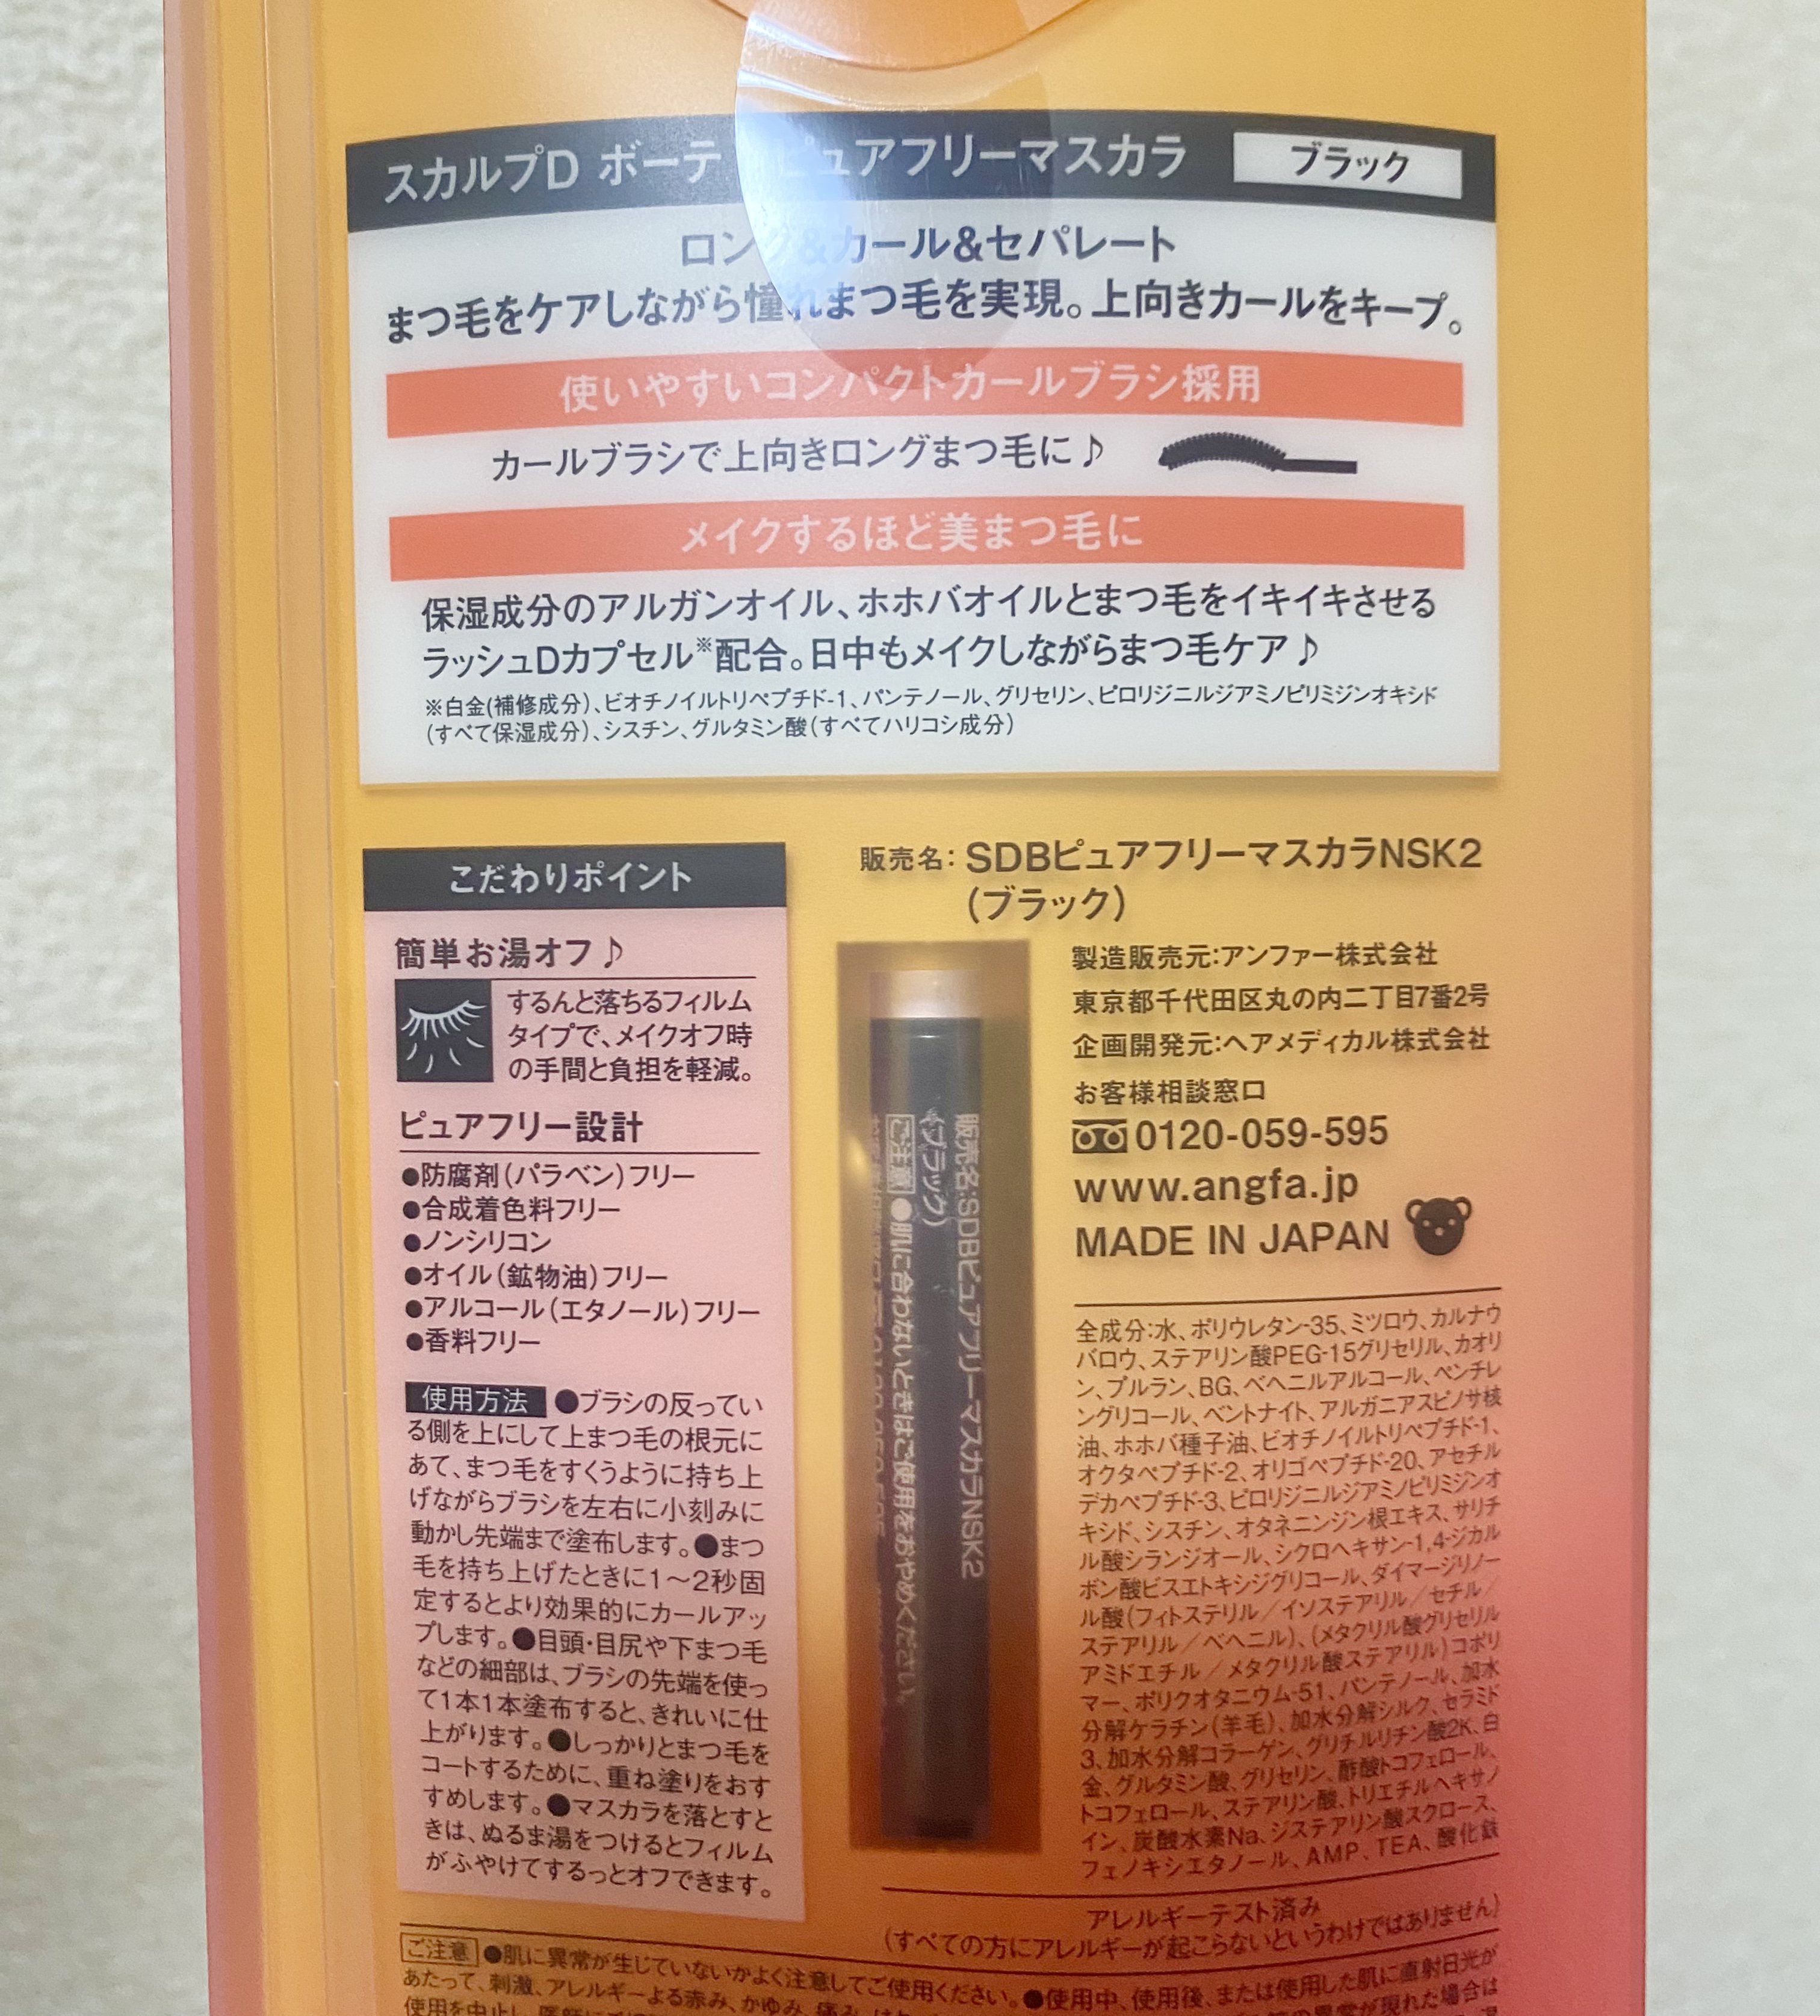 スカルプD ボーテ ピュアフリーマスカラ ブラック
ロング&カール&セパレート
まつ毛をケアしながら憧れまつ毛を実現。上向きカールをキープ。
使いやすいコンパクトカールブラシ採用
カールブラシで上向きロングまつ毛に♪
メイクするほど美まつ毛に
保湿成分のアルガンオイル、ホホバオイルとまつ毛をイキイキさせる
ラッシュDカプセル※配合。日中もメイクしながらまつ毛ケア♪
※白金(補修成分)、ビオチノイルトリペプチド-1、パンテノール、グリセリン、ピロリジニルジアミノピリミジンオキシド
(すべて保湿成分)、シスチン、グルタミン酸(すべてハリコシ成分)
こだわりポイント
簡単お湯オフ♪
するんと落ちるフィルム
タイプで、メイクオフ時
の手間と負担を軽減。
ピュアフリー設計
●防腐剤(パラベン)フリー
●合成着色料フリー
●ノンシリコン
●オイル(鉱物油)フリー
●アルコール(エタノール)フリー
●香料フリー
使用方法 ●ブラシの反ってい
る側を上にして上まつ毛の根元に
あて、まつ毛をすくうように持ち上
げながらブラシを左右に小刻みに
動かし先端まで塗布します。●まつ
毛を持ち上げたときに1〜2秒固
定するとより効果的にカールアッ
プします。●目頭・目尻や下まつ毛
などの細部は、ブラシの先端を使っ
て1本1本塗布すると、きれいに仕
上がります。●しっかりとまつ毛を
コートするために、重ね塗りをおす
すめします。●マスカラを落とすと
きは、ぬるま湯をつけるとフィルム
がふやけてするっとオフできます。
販売名:SDBピュアフリーマスカラNSK2
(ブラック)
販売名:SDBピュアフリーマスカラNSK2
(ブラック)
ご注意 ●肌に合わないときはご使用をおやめください。
製造販売元:アンファー株式会社
東京都千代田区丸の内二丁目7番2号
企画開発元:ヘアメディカル株式会社
お客様相談窓口
0120-059-595
www.angfa.jp
MADE IN JAPAN
全成分:水、ポリウレタン-35、ミツロウ、カルナウ
バロウ、ステアリン酸PEG-15グリセリル、カオリ
ン、プルラン、BG、ベヘニルアルコール、ペンチレ
ングリコール、ベントナイト、アルガニアスピノサ核
油、ホホバ種子油、ビオチノイルトリペプチド-1、
オクタペプチド-2、オリゴペプチド-20、アセチル
デカペプチド-3、ピロリジニルジアミノピリミジンオ
キシド、シスチン、オタネニンジン根エキス、サリチ
ル酸シランジオール、シクロヘキサン-1,4-ジカル
ボン酸ビスエトキシジグリコール、ダイマージリノー
ル酸(フィトステリル/イソステアリル/セチル/
ステアリル/ベヘニル)、(メタクリル酸グリセリル
アミドエチル/メタクリル酸ステアリル)コポリ
マー、ポリクオタニウム-51、パンテノール、加水
分解ケラチン(羊毛)、加水分解シルク、セラミド
3、加水分解コラーゲン、グリチルリチン酸2K、白
金、グルタミン酸、グリセリン、酢酸トコフェロール、
トコフェロール、ステアリン酸、トリエチルヘキサノ
イン、炭酸水素Na、ジステアリン酸スクロース、
フェノキシエタノール、AMP、TEA、酸化鉄
アレルギーテスト済み
(すべての方にアレルギーが起こらないというわけではありません)
ご注意 ●肌に異常が生じていないかよく注意してご使用ください。●使用中、使用後、または使用した肌に直射日光が
あたって、刺激、アレルギーよる赤み、かゆみ、痛み、の異常が現れた場合は
使用を中止し、医師に